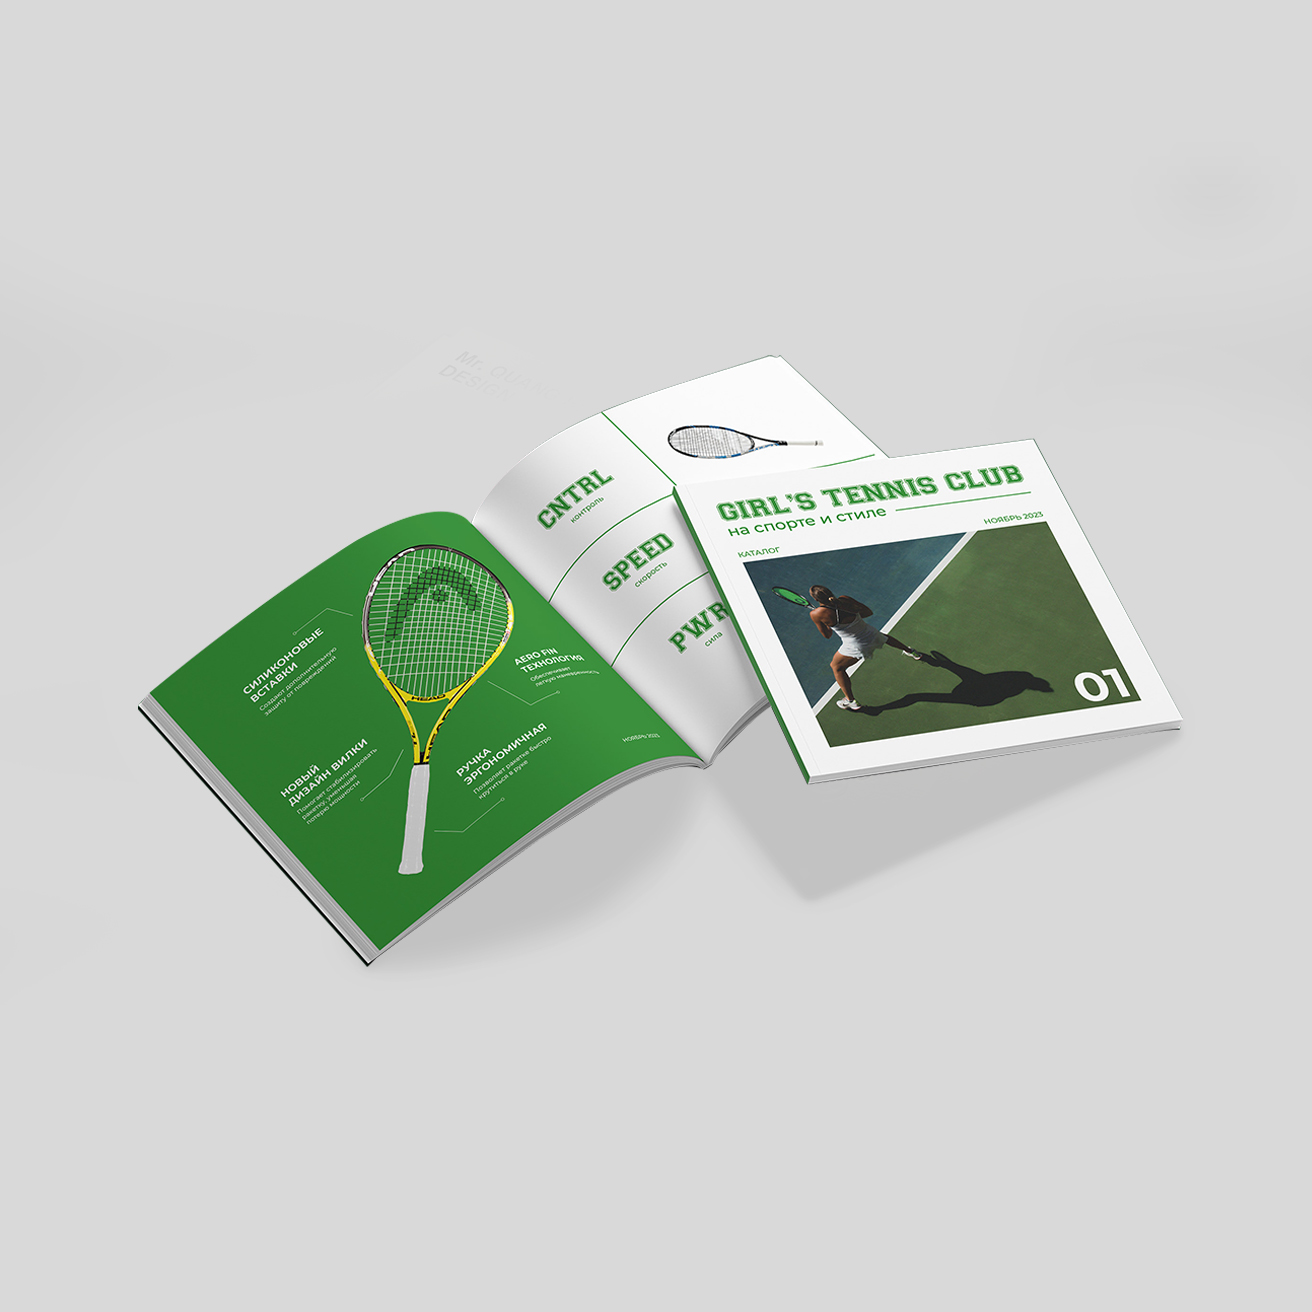 СИЛИКОНОВЫЕ
ВСТАВКИ
Создают дополнительную
защиту от повреждений
НОВЫЙ
ДИЗАЙН ВИЛКИ
Помогает стабилизировать
ракетку, уменьшая
потерю мощности
HEAD
AERO FIN
ТЕХНОЛОГИЯ
Обеспечивает
легкую маневренность
РУЧКА
ЭРГОНОМИЧНАЯ
Позволяет ракетке быстро
крутиться в руке
НОЯБРЬ 2023
CNTRL
контроль
SPEED
скорость
PWR
сила
GIRL'S TENNIS CLUB
на спорте и стиле
КАТАЛОГ
НОЯБРЬ 2023
01
Mr.
DESIGN